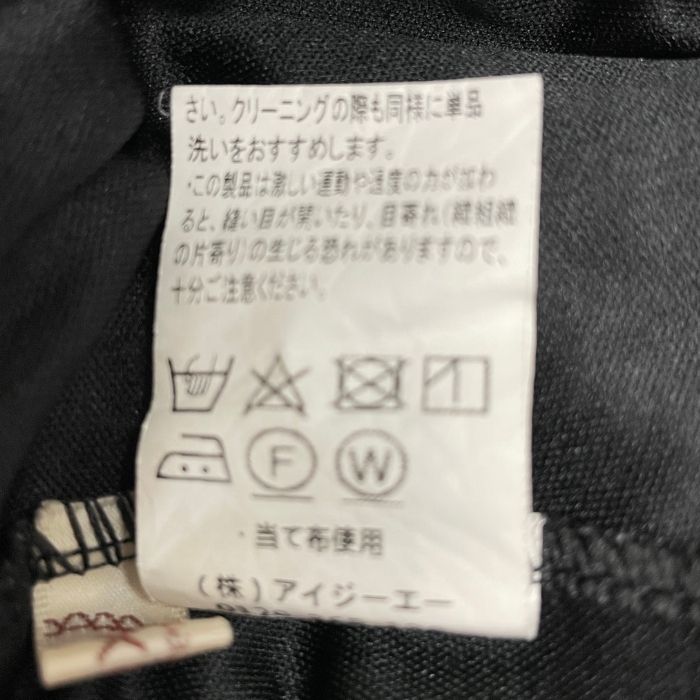 さい。クリーニングの際も同様に単品
洗いをおすすめします。
・この製品は激しい運動や過度の力が加わ
ると、縫い目が開いたり、目寄れ(縫組織
の片寄り)の生じる恐れがありますので、
十分ご注意ください。
F
W
・当て布使用
(株)アイジーエー